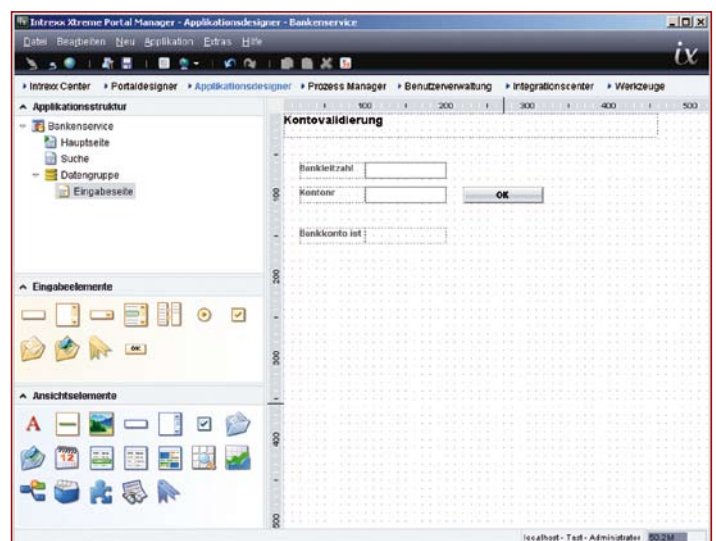 Intrexx Xtreme Portal Manager - Applikationsdesigner - Bankenservice
Datei Bearbeiten Neu Applikation Extras Hilfe
ix
Intrexx Center Portaldesigner Applikationsdesigner Prozess Manager Benutzerverwaltung Integrationscenter Werkzeuge
Applikationsstruktur
Bankenservice
Hauptseite
Suche
Datengruppe
Eingabeseite
100 200 300 400 500
Kontovalidierung
Bankleitzahl
Kontonr
OK
Bankkonto ist
100
200
300
400
500
Eingabeelemente
OK
Ansichtselemente
A
localhost - Test - Administrator